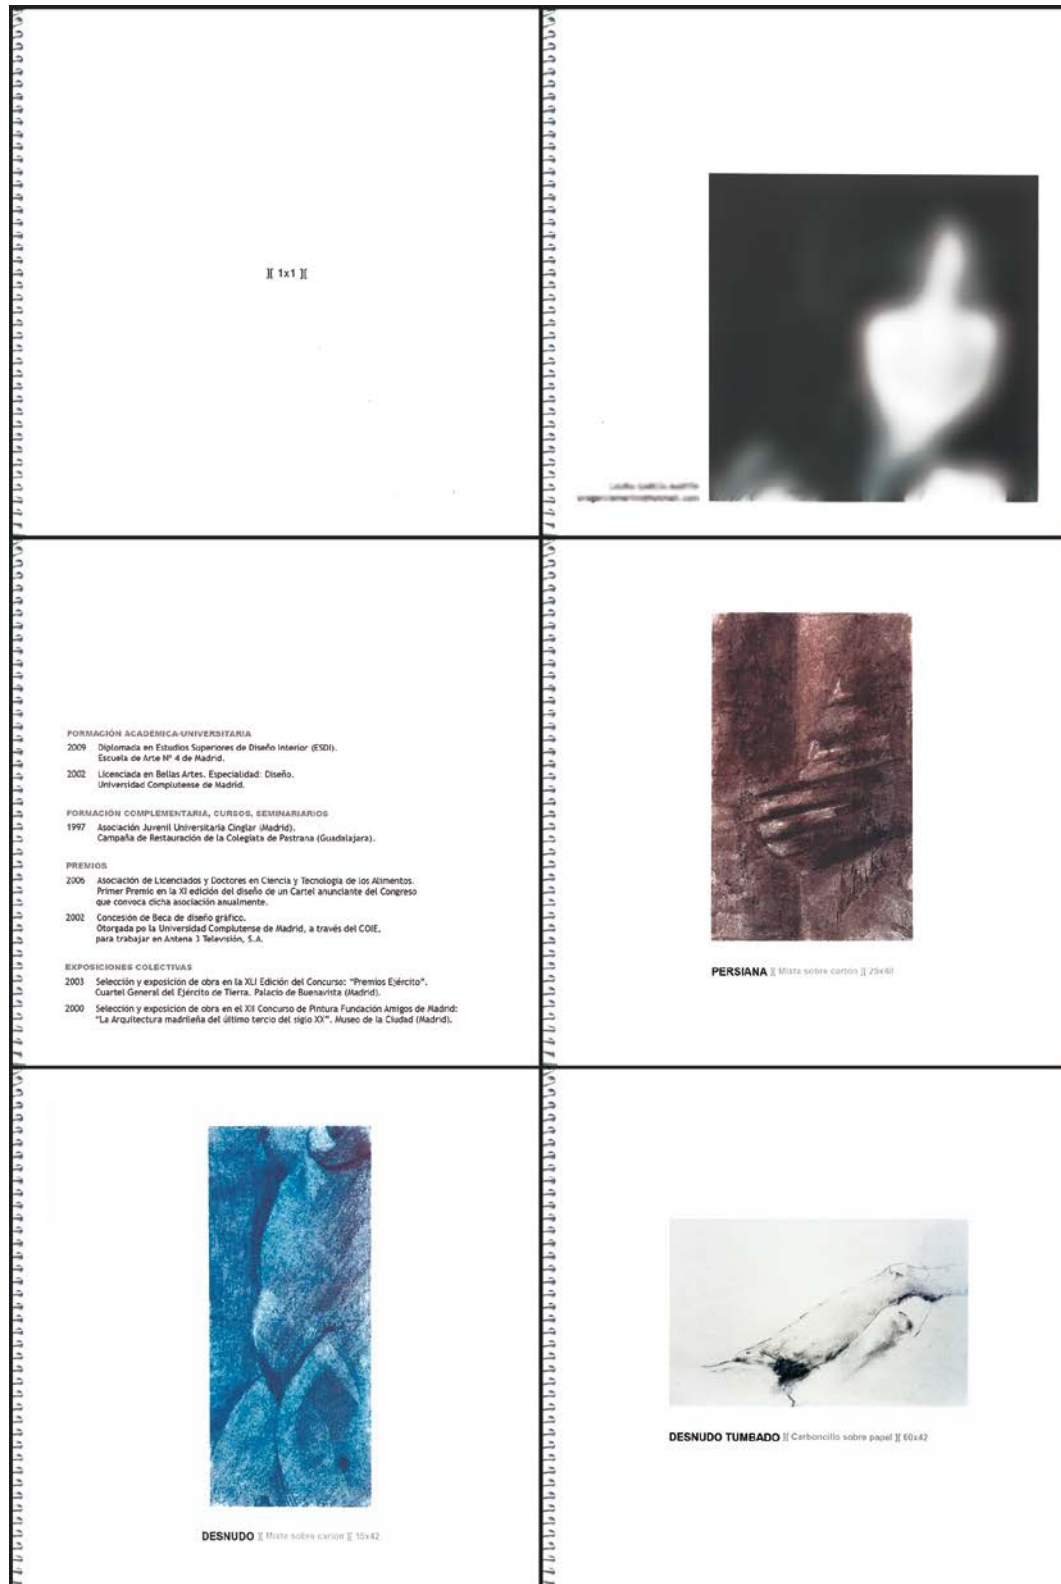 ][ 1x1 ][
LAURA GARCÍA MARTÍN
FORMACIÓN ACADÉMICA-UNIVERSITARIA
2009 Diplomada en Estudios Superiores de Diseño Interior (ESDI).
Escuela de Arte Nº 4 de Madrid.
2002 Licenciada en Bellas Artes. Especialidad: Diseño.
Universidad Complutense de Madrid.
FORMACIÓN COMPLEMENTARIA, CURSOS, SEMINARIARIOS
1997 Asociación Juvenil Universitaria Cinglar (Madrid).
Campaña de Restauración de la Colegiata de Pastrana (Guadalajara).
PREMIOS
2006 Asociación de Licenciados y Doctores en Ciencia y Tecnología de los Alimentos.
Primer Premio en la XI edición del diseño de un Cartel anunciante del Congreso
que convoca dicha asociación anualmente.
2002 Concesión de Beca de diseño gráfico.
Otorgada po la Universidad Complutense de Madrid, a través del COIE,
para trabajar en Antena 3 Televisión, S.A.
EXPOSICIONES COLECTIVAS
2003 Selección y exposición de obra en la XLI Edición del Concurso: "Premios Ejército".
Cuartel General del Ejército de Tierra. Palacio de Buenavista (Madrid).
2000 Selección y exposición de obra en el XII Concurso de Pintura Fundación Amigos de Madrid:
"La Arquitectura madrileña del último tercio del siglo XX". Museo de la Ciudad (Madrid).
PERSIANA ][ Mixta sobre cartón ][ 25x40
DESNUDO ][ Mixta sobre cartón ][ 15x42
DESNUDO TUMBADO ][ Carboncillo sobre papel ][ 60x42